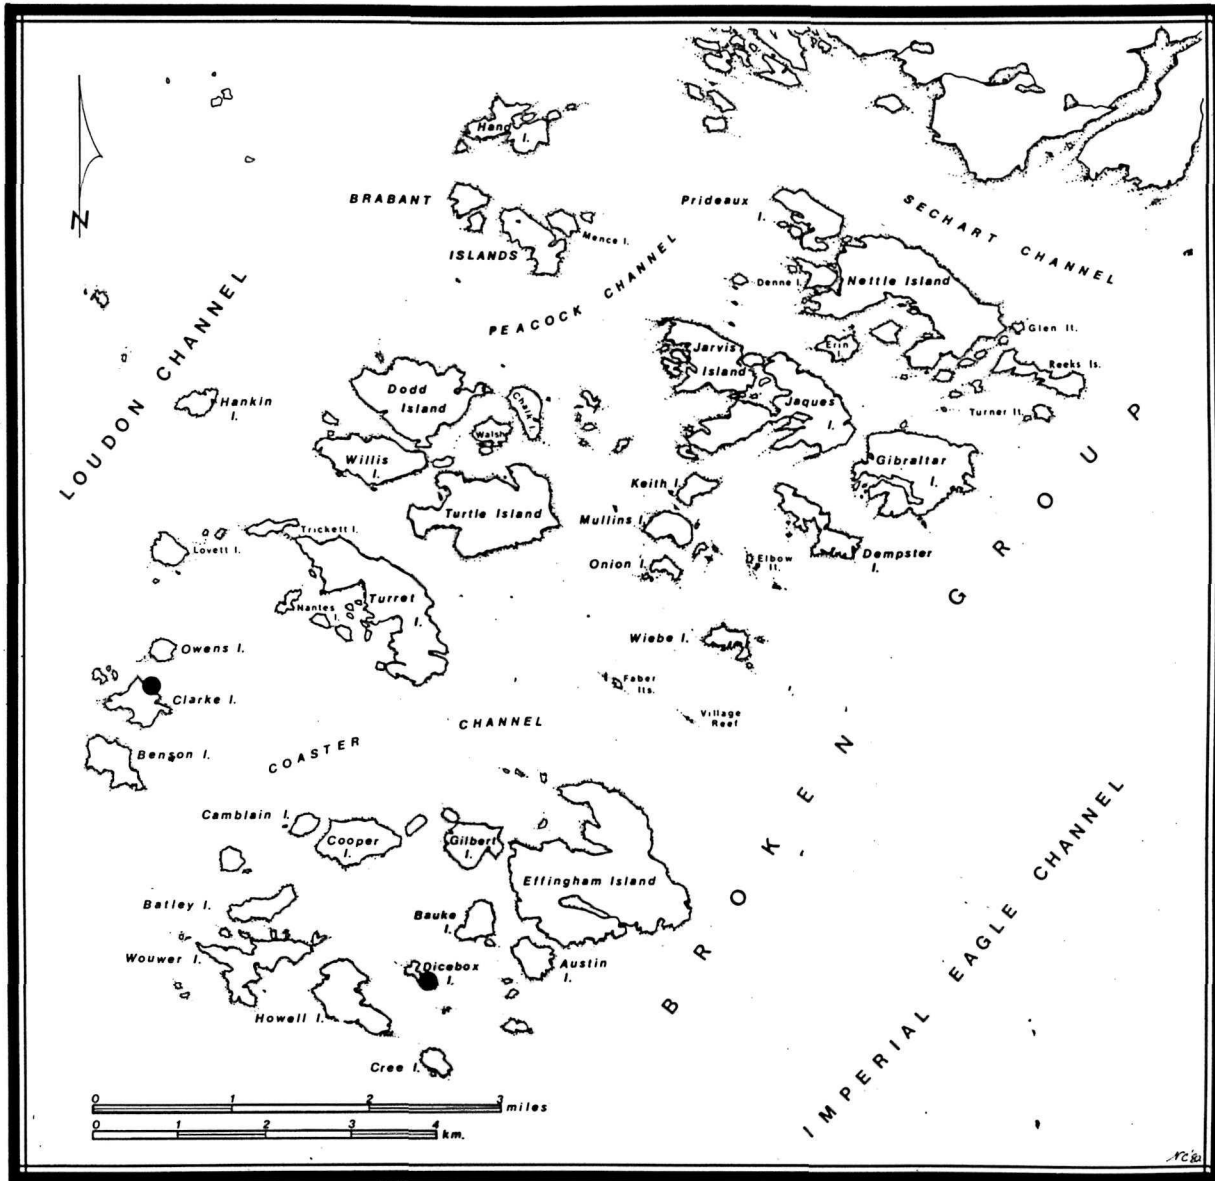 Hand
I.
BRABANT
ISLANDS
Mence I.
Prideaux
I.
SECHART CHANNEL
N
LOUDON CHANNEL
PEACOCK CHANNEL
Denne I.
Nettle Island
Glen It.
Erin
I.
Reeks Is.
Jarvis
Island
Turner It.
Dodd
Island
Chalk I.
Jaques
I.
Hankin
I.
Walsh
Willis
I.
Gibraltar
I.
Keith I.
Turtle Island
Mullins I.
Trickett I.
Lovett I.
Dempster
I.
Elbow
It.
Onion I.
Nantes
I.
Turret
I.
Wiebe I.
Owens I.
Faber
Its.
Clarke I.
Village
Reef
COASTER CHANNEL
Benson I.
BROKEN GROUP
Camblain I.
Cooper
I.
Gilbert
I.
Effingham Island
Batley I.
Bauke
I.
Wouwer I.
Dicebox
I.
Austin
I.
Howell I.
Cree I.
IMPERIAL EAGLE CHANNEL
0 1 2 3 miles
0 1 2 3 4 km.